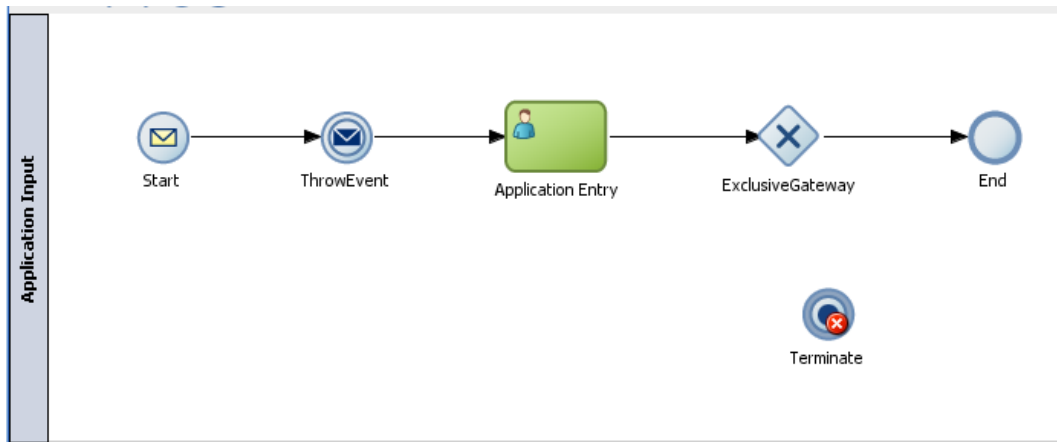 Application Input
Start
ThrowEvent
Application Entry
ExclusiveGateway
End
Terminate